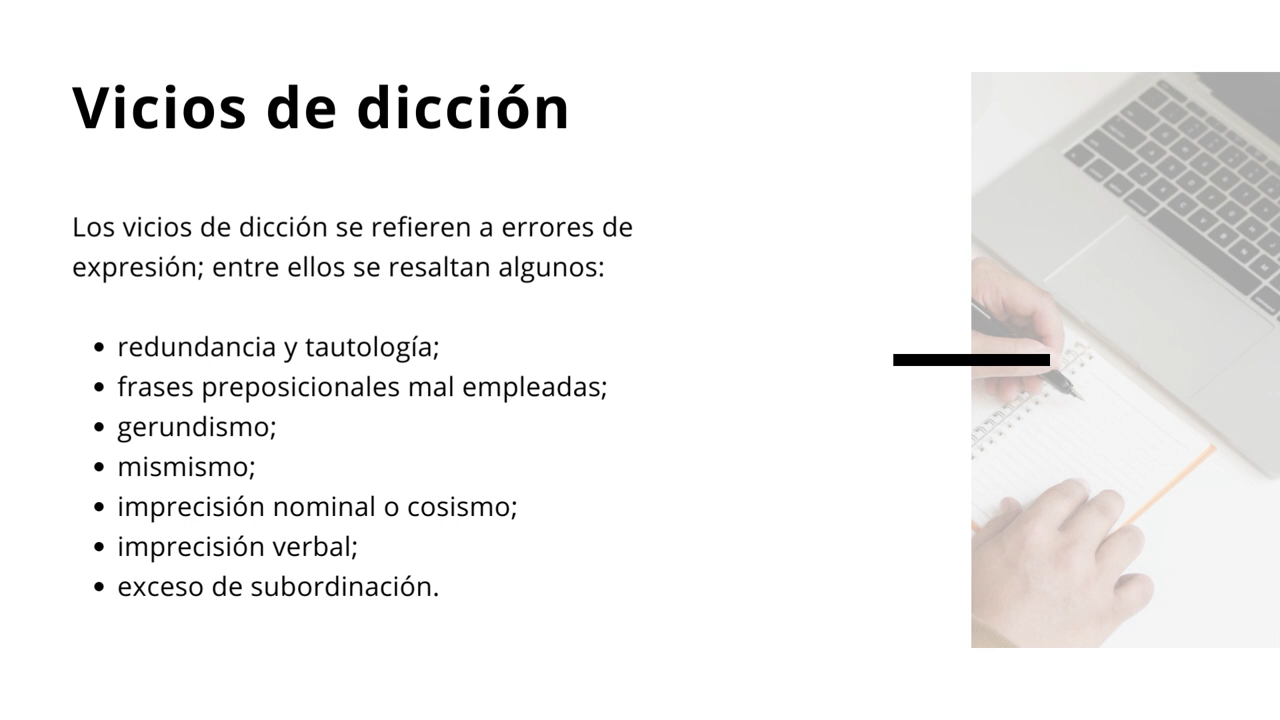 Vicios de dicción
Los vicios de dicción se refieren a errores de
expresión; entre ellos se resaltan algunos:
• redundancia y tautología;
• frases preposicionales mal empleadas;
• gerundismo;
• mismismo;
• imprecisión nominal o cosismo;
• imprecisión verbal;
• exceso de subordinación.